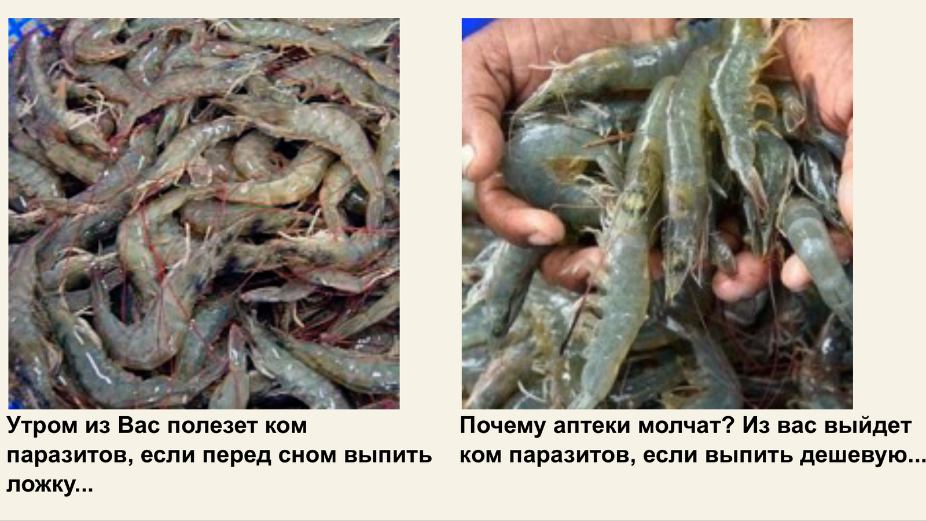 Утром из Вас полезет ком
паразитов, если перед сном выпить
ложку...
Почему аптеки молчат? Из вас выйдет
ком паразитов, если выпить дешевую...